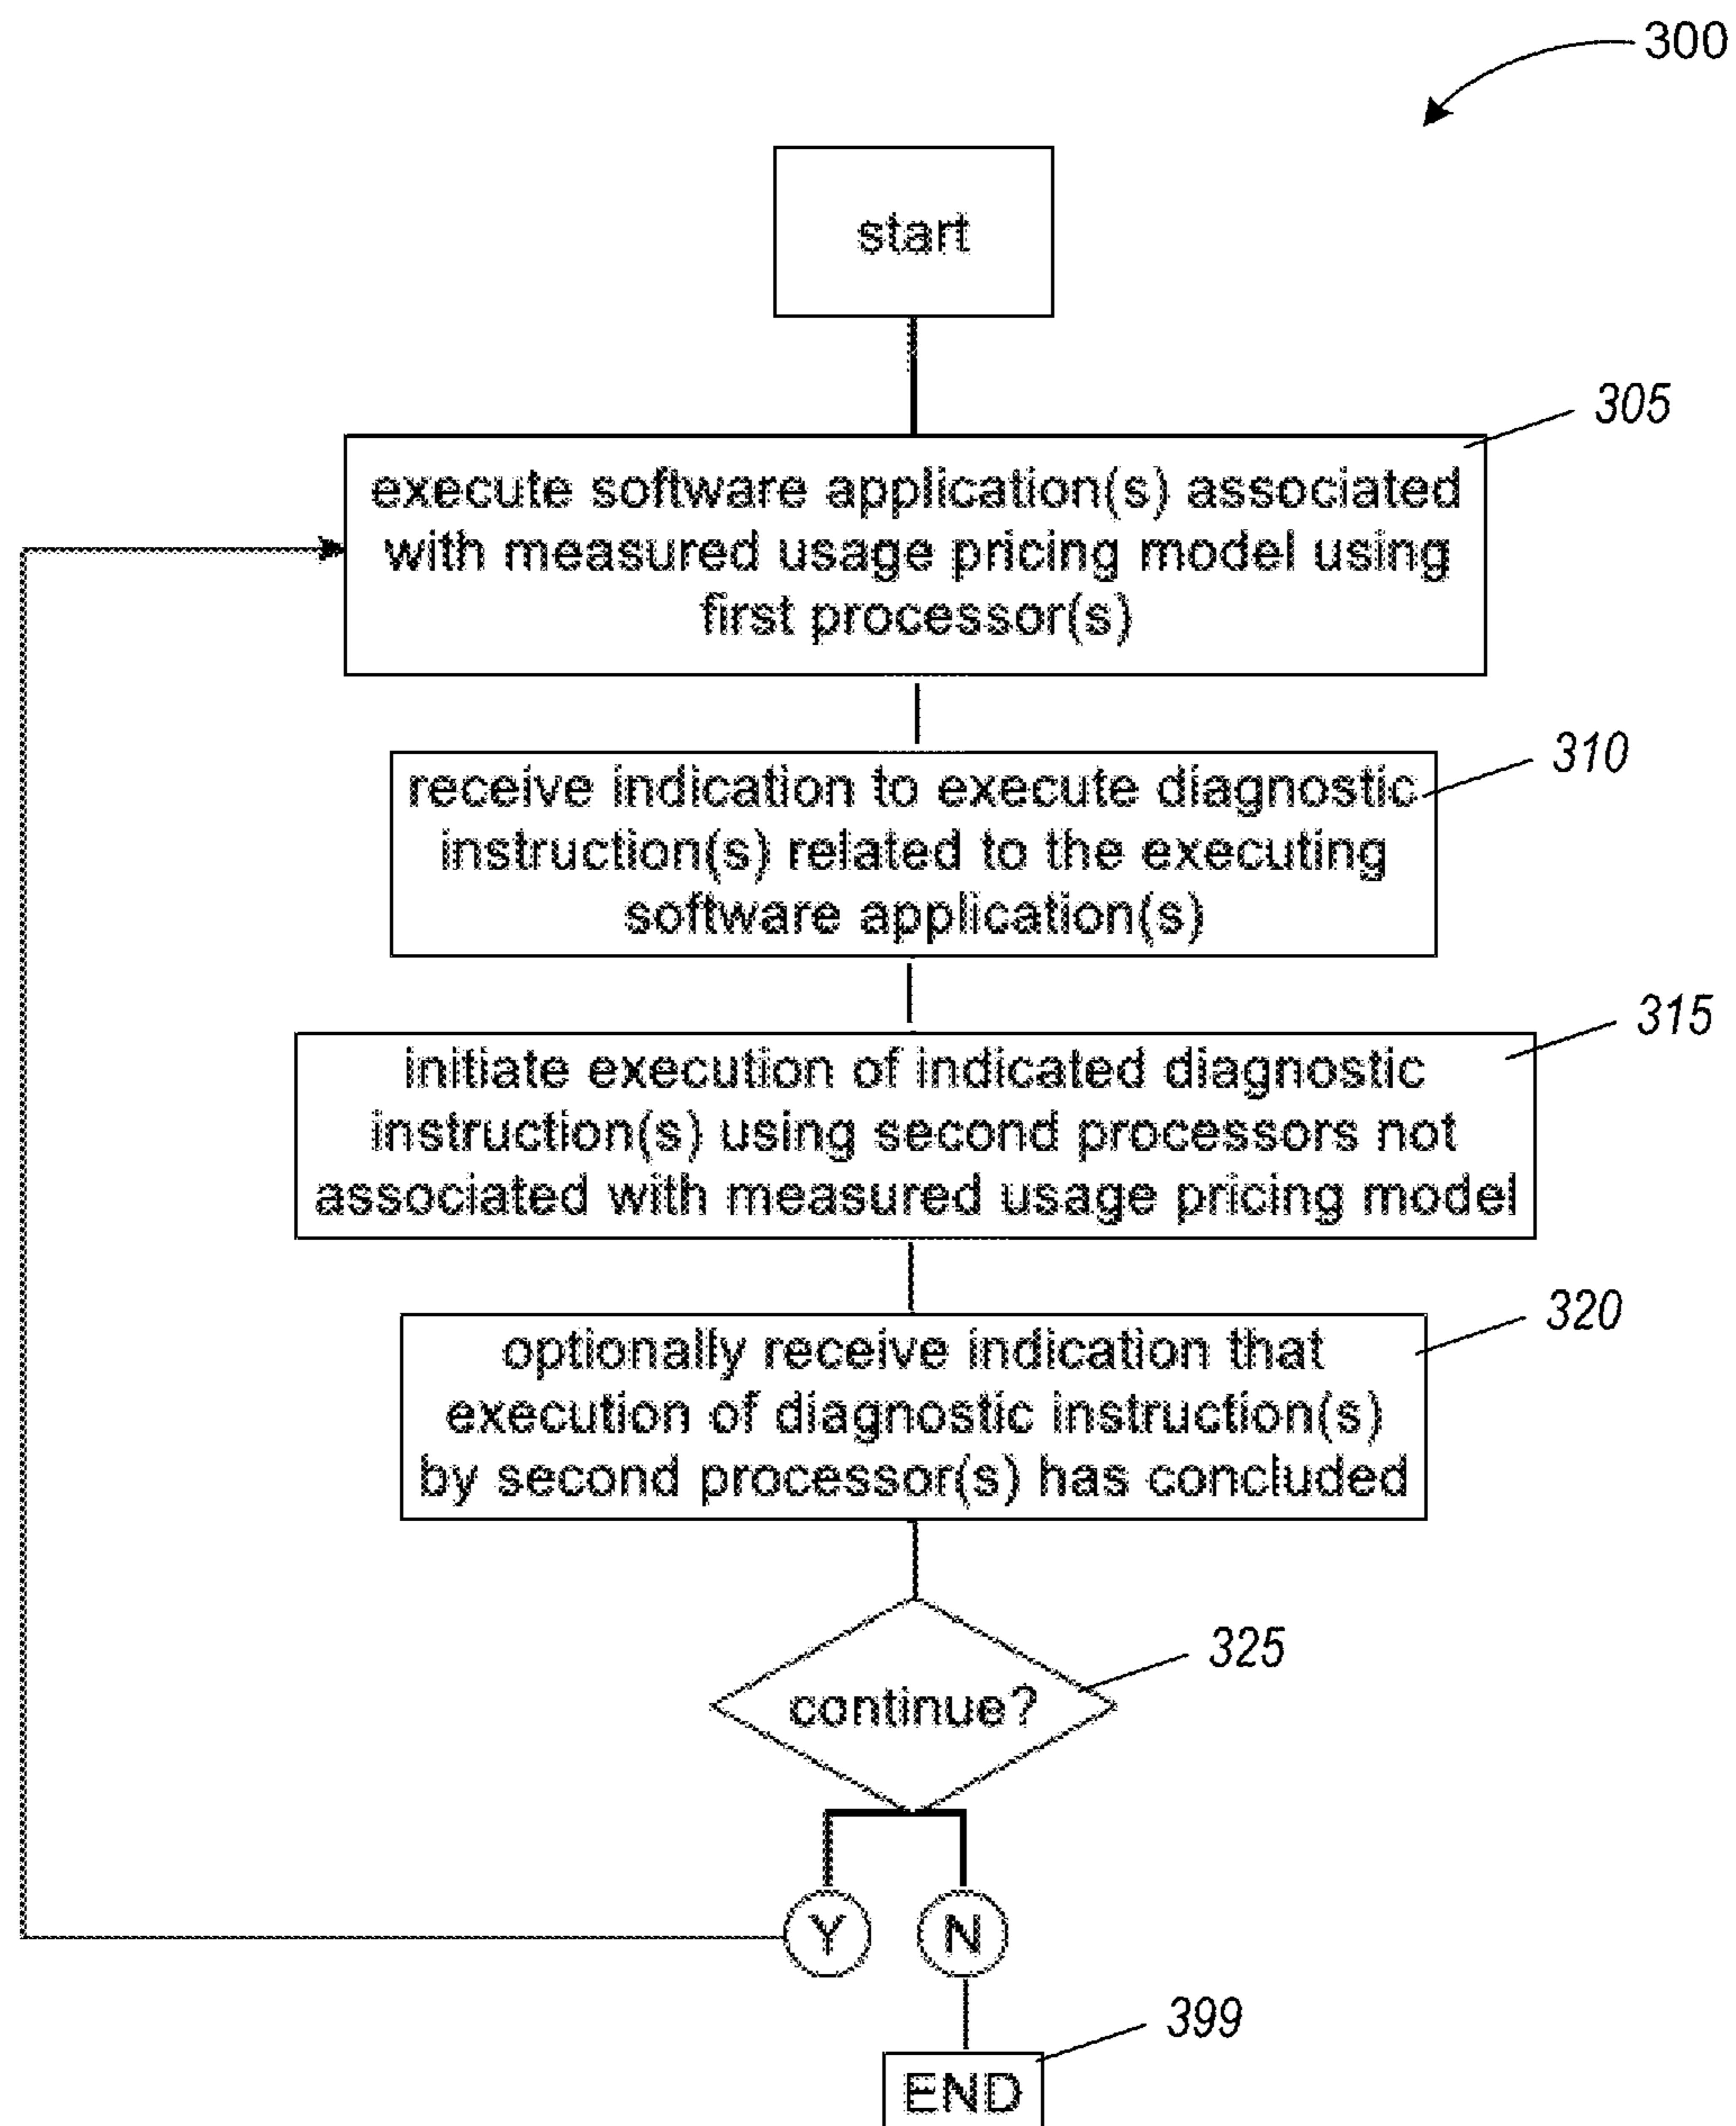 300
start
305
execute software application(s) associated
with measured usage pricing model using
first processor(s)
310
receive indication to execute diagnostic
instruction(s) related to the executing
software application(s)
315
initiate execution of indicated diagnostic
instruction(s) using second processors not
associated with measured usage pricing model
320
optionally receive indication that
execution of diagnostic instruction(s)
by second processor(s) has concluded
325
continue?
Y N
399
END